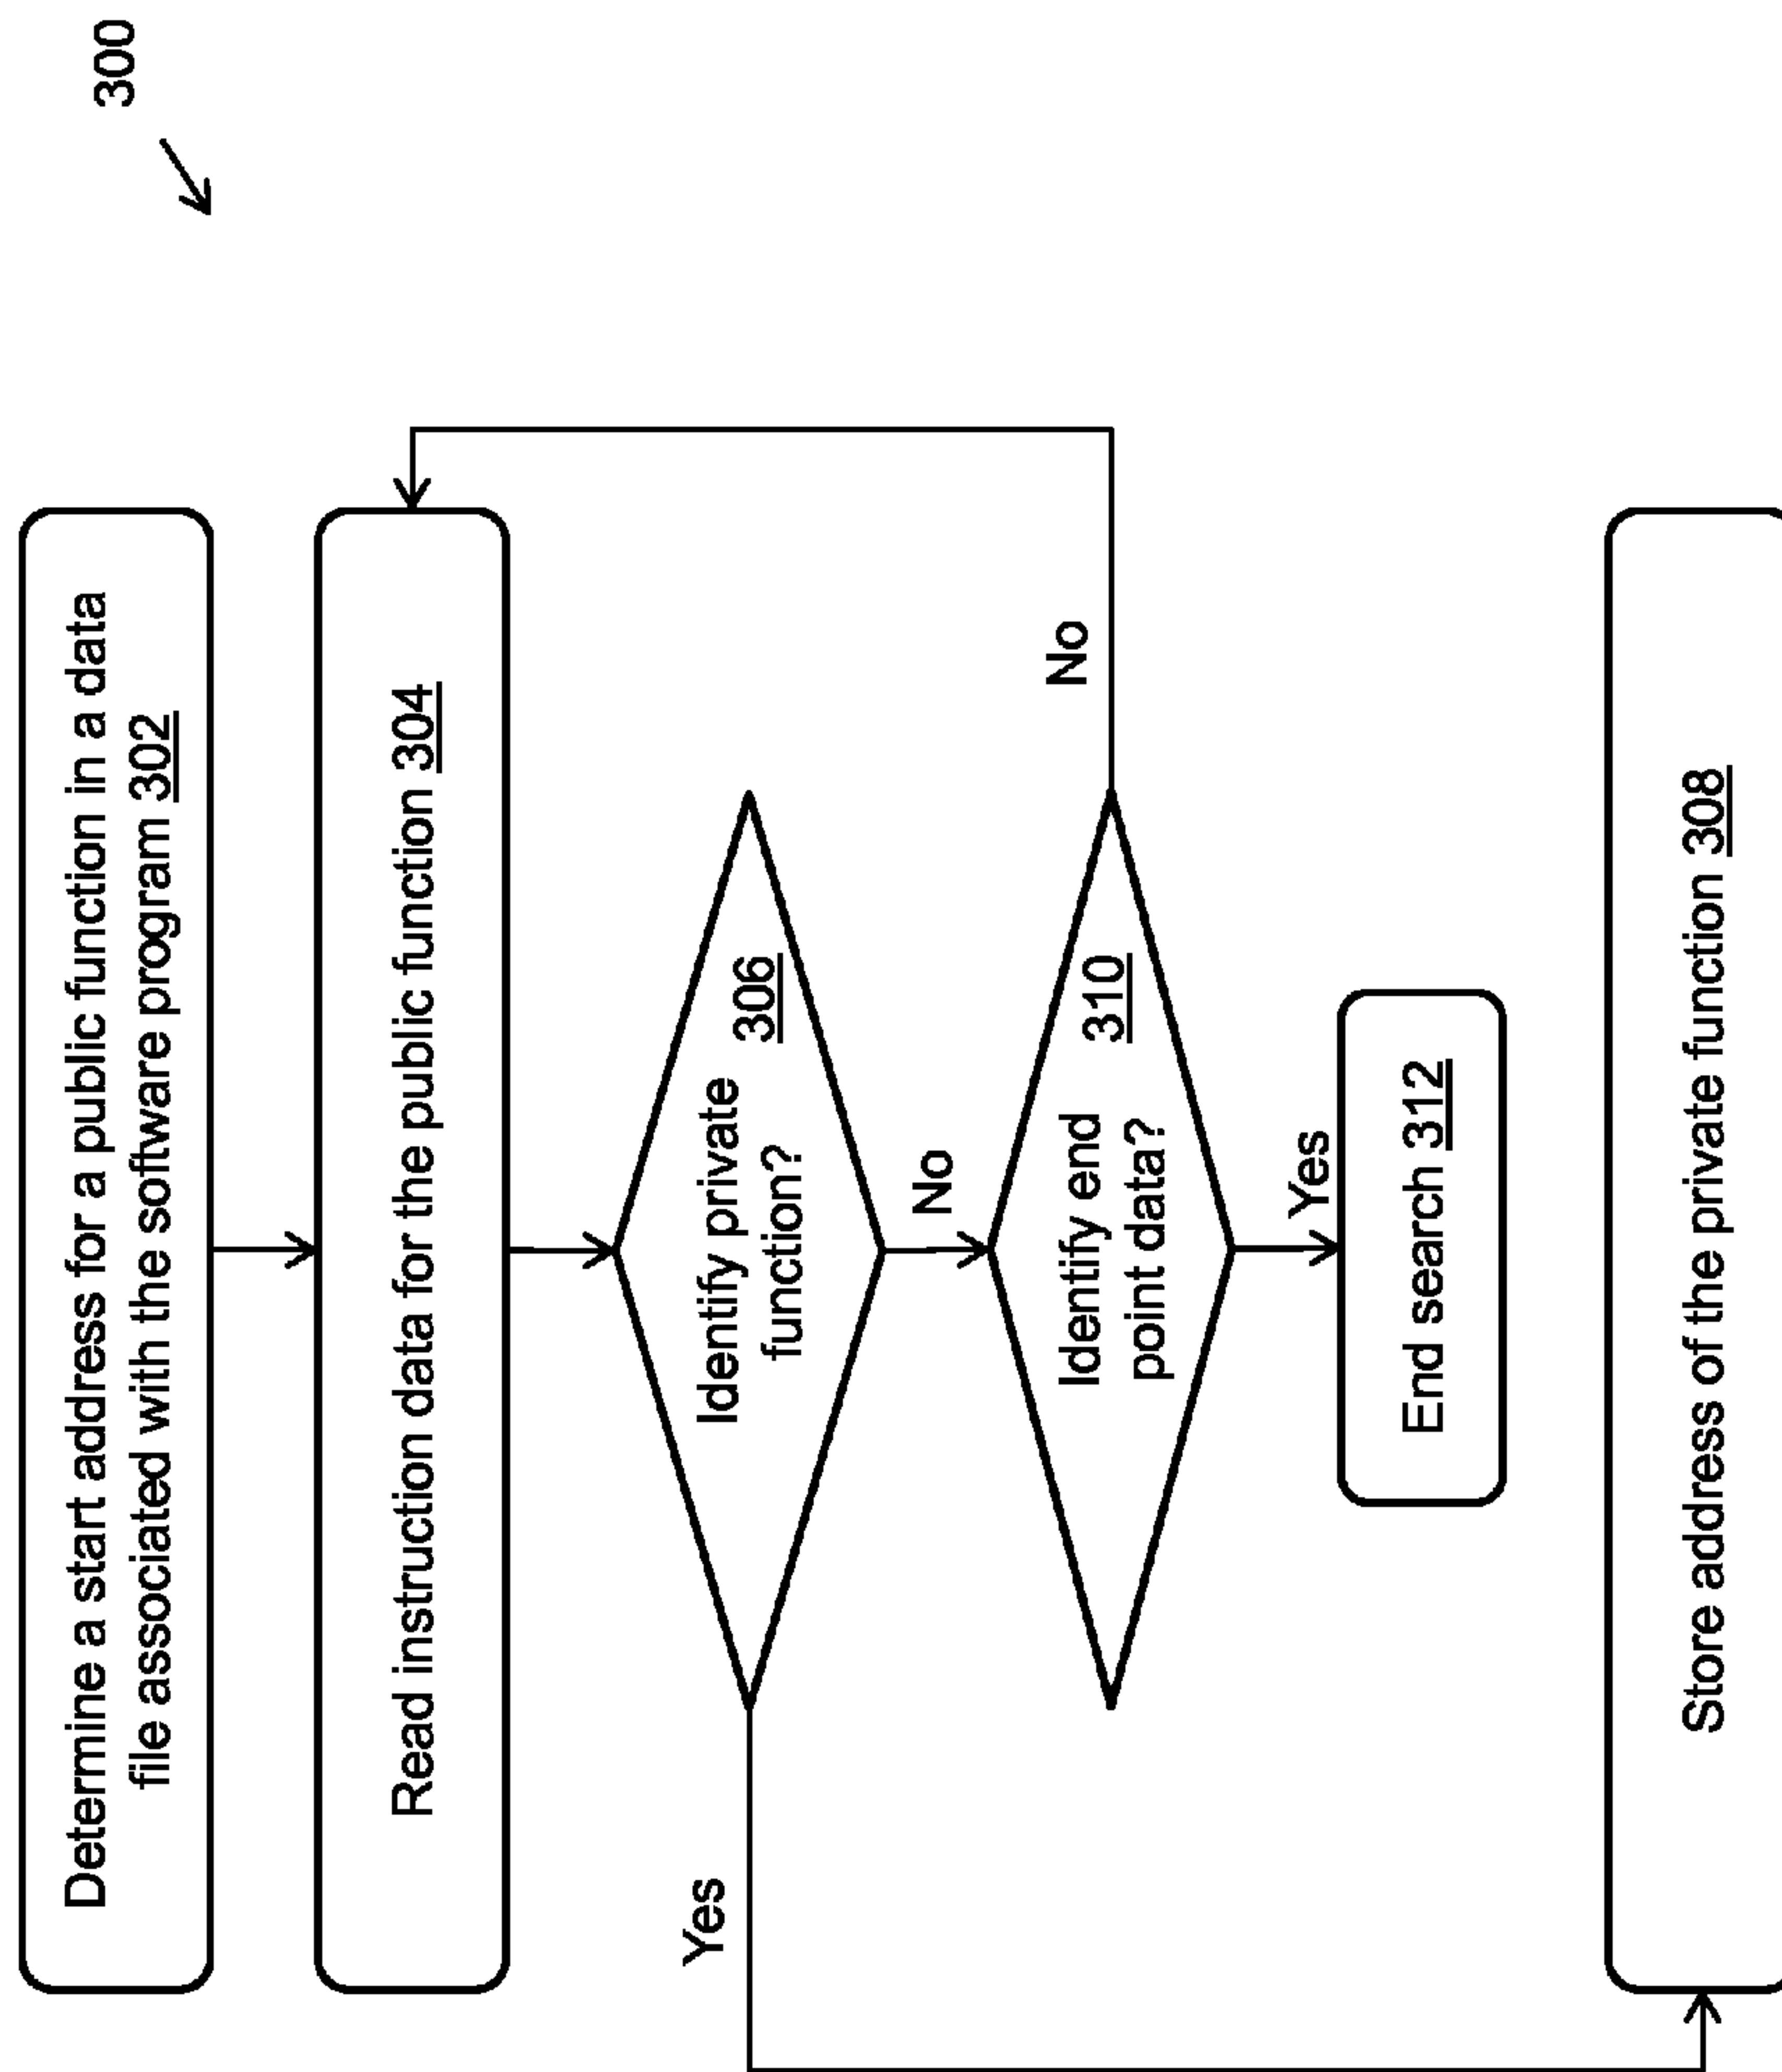 300
Determine a start address for a public function in a data
file associated with the software program 302
Read instruction data for the public function 304
Identify private 306
function?
Yes
No
Identify end 310
point data?
No
Yes
End search 312
Store address of the private function 308